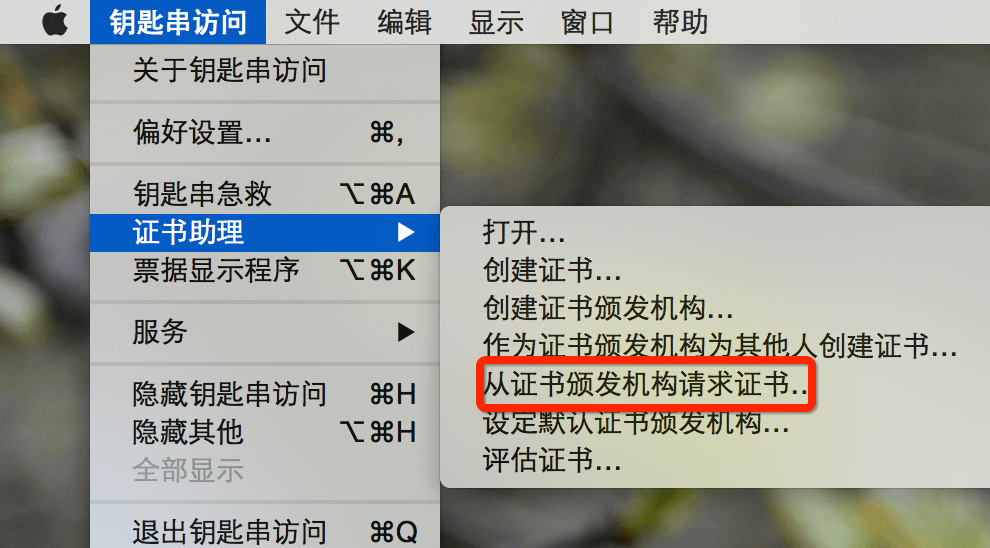 钥匙串访问 文件 编辑 显示 窗口 帮助
关于钥匙串访问
偏好设置... ⌘,
钥匙串急救 ⌥⌘A
证书助理 ▶
票据显示程序 ⌥⌘K
服务 ▶
隐藏钥匙串访问 ⌘H
隐藏其他 ⌥⌘H
全部显示
退出钥匙串访问 ⌘Q
打开...
创建证书...
创建证书颁发机构...
作为证书颁发机构为其他人创建证书...
从证书颁发机构请求证书...
设定默认证书颁发机构...
评估证书...